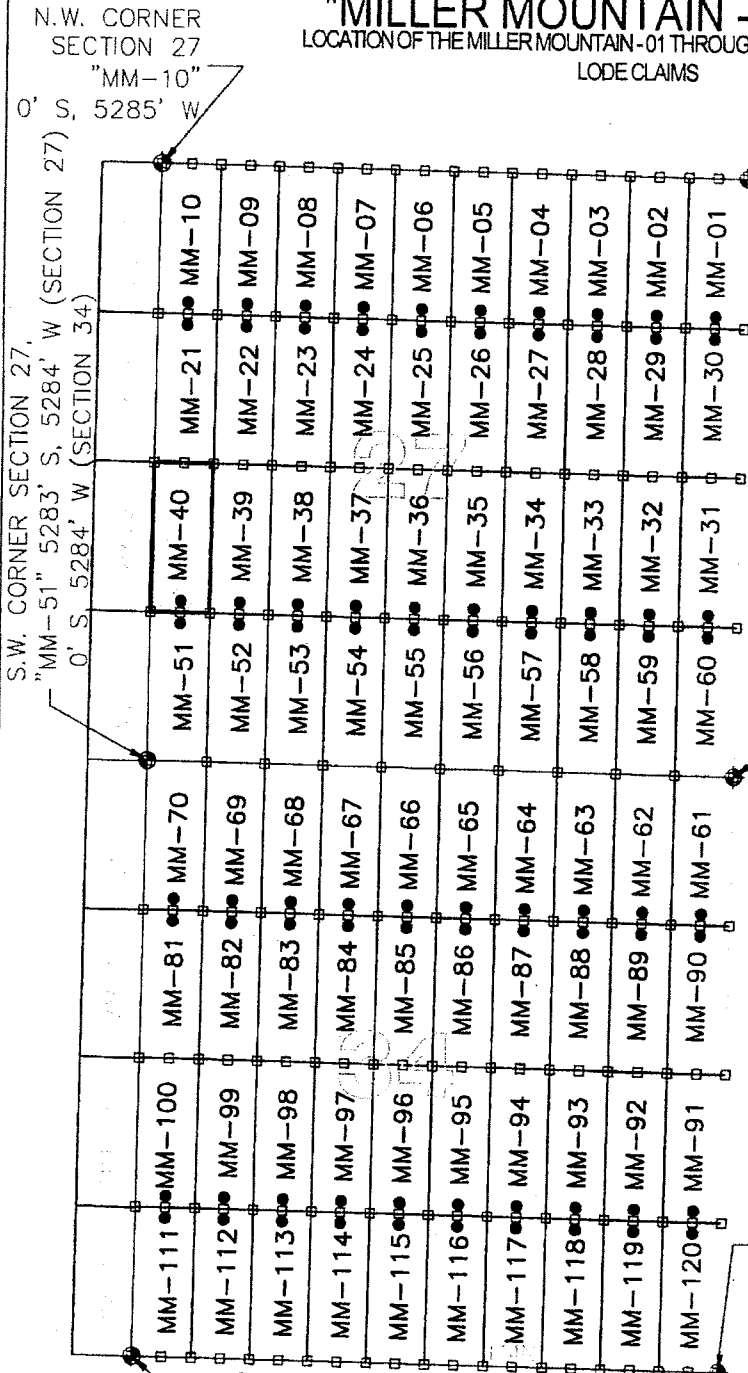 N.W. CORNER
SECTION 27
"MM-10"
0' S, 5285' W
"MILLER MOUNTAIN -
LOCATION OF THE MILLER MOUNTAIN - 01 THROUG
LODE CLAIMS
S.W. CORNER SECTION 27,
"MM-51" 5283' S, 5284' W (SECTION 27)
0' S, 5284' W (SECTION 34)
MM-10 MM-09 MM-08 MM-07 MM-06 MM-05 MM-04 MM-03 MM-02 MM-01
MM-21 MM-22 MM-23 MM-24 MM-25 MM-26 MM-27 MM-28 MM-29 MM-30
27
MM-40 MM-39 MM-38 MM-37 MM-36 MM-35 MM-34 MM-33 MM-32 MM-31
MM-51 MM-52 MM-53 MM-54 MM-55 MM-56 MM-57 MM-58 MM-59 MM-60
MM-70 MM-69 MM-68 MM-67 MM-66 MM-65 MM-64 MM-63 MM-62 MM-61
MM-81 MM-82 MM-83 MM-84 MM-85 MM-86 MM-87 MM-88 MM-89 MM-90
34
MM-100 MM-99 MM-98 MM-97 MM-96 MM-95 MM-94 MM-93 MM-92 MM-91
MM-111 MM-112 MM-113 MM-114 MM-115 MM-116 MM-117 MM-118 MM-119 MM-120